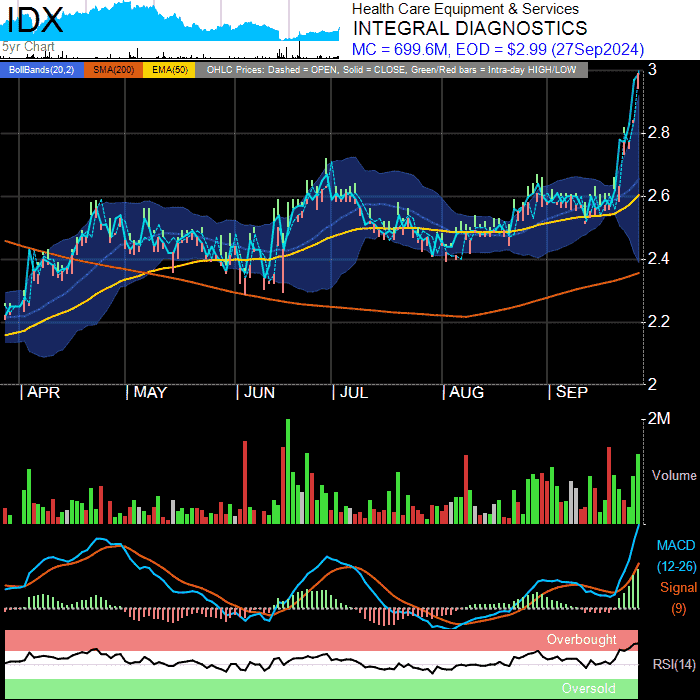 IDX
5yr Chart
Health Care Equipment & Services
INTEGRAL DIAGNOSTICS
MC = 699.6M, EOD = $2.99 (27Sep2024)
BollBands(20,2) SMA(200) EMA(50) OHLC Prices: Dashed = OPEN, Solid = CLOSE, Green/Red bars = Intra-day HIGH/LOW
3
2.8
2.6
2.4
2.2
2
APR MAY JUN JUL AUG SEP
2M
Volume
MACD
(12-26)
Signal
(9)
Overbought
RSI(14)
Oversold